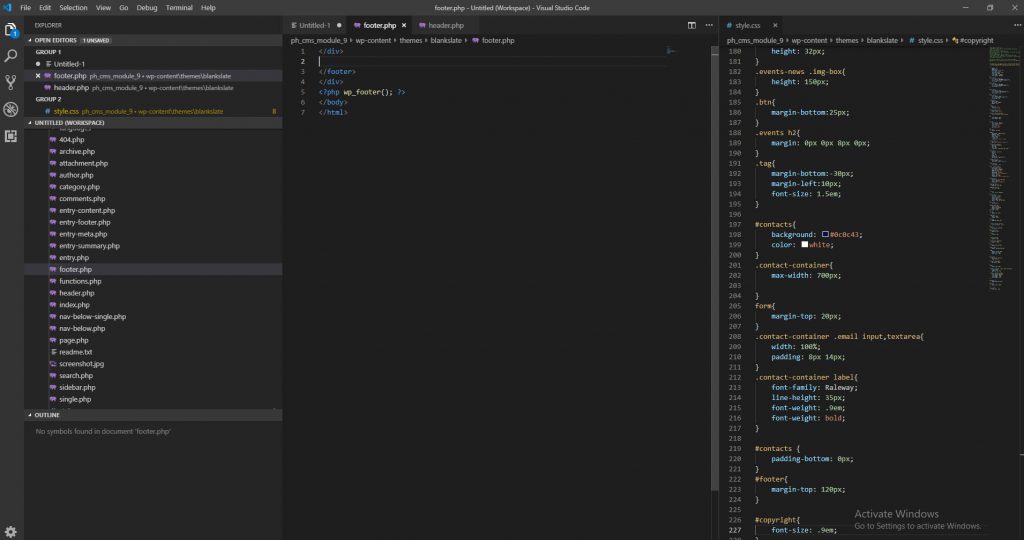 File Edit Selection View Go Debug Terminal Help
footer.php - Untitled (Workspace) - Visual Studio Code
EXPLORER
OPEN EDITORS 1 UNSAVED
GROUP 1
Untitled-1
footer.php ph_cms_module_9 • wp-content\themes\blankslate
header.php ph_cms_module_9 • wp-content\themes\blankslate
GROUP 2
# style.css ph_cms_module_9 • wp-content\themes\blankslate 8
UNTITLED (WORKSPACE)
languages
404.php
archive.php
attachment.php
author.php
category.php
comments.php
entry-content.php
entry-footer.php
entry-meta.php
entry-summary.php
entry.php
footer.php
functions.php
header.php
index.php
nav-below-single.php
nav-below.php
page.php
readme.txt
screenshot.jpg
search.php
sidebar.php
single.php
OUTLINE
No symbols found in document 'footer.php'
1
Untitled-1 footer.php header.php
ph_cms_module_9 › wp-content › themes › blankslate › footer.php
1 </div>
2
3 </footer>
4 </div>
5 <?php wp_footer(); ?>
6 </body>
7 </html>
# style.css
ph_cms_module_9 › wp-content › themes › blankslate › # style.css › #copyright
180 height: 32px;
181 }
182 .events-news .img-box{
183 height: 150px;
184 }
185 .btn{
186 margin-bottom:25px;
187 }
188 .events h2{
189 margin: 0px 0px 8px 0px;
190 }
191 .tag{
192 margin-bottom:-30px;
193 margin-left:10px;
194 font-size: 1.5em;
195 }
196
197 #contacts{
198 background: #0c0c43;
199 color: white;
200 }
201 .contact-container{
202 max-width: 700px;
203
204 }
205 form{
206 margin-top: 20px;
207 }
208 .contact-container .email input,textarea{
209 width: 100%;
210 padding: 8px 14px;
211 }
212 .contact-container label{
213 font-family: Raleway;
214 line-height: 35px;
215 font-weight: .9em;
216 font-weight: bold;
217 }
218
219 #contacts {
220 padding-bottom: 0px;
221 }
222 #footer{
223 margin-top: 120px;
224 }
225
226 #copyright{
227 font-size: .9em;
Activate Windows
Go to Settings to activate Windows.